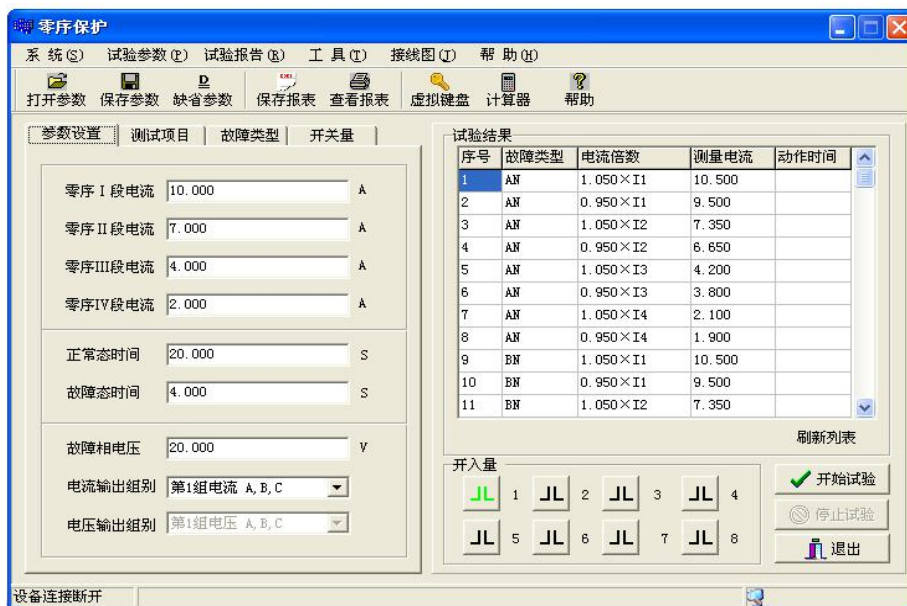 零序保护
系 统(S) 试验参数(P) 试验报告(R) 工 具(T) 接线图(J) 帮 助(H)
打开参数 保存参数 缺省参数 保存报表 查看报表 虚拟键盘 计算器 帮助
参数设置 测试项目 故障类型 开关量
零序Ⅰ段电流 10.000 A
零序II段电流 7.000 A
零序III段电流 4.000 A
零序IV段电流 2.000 A
正常态时间 20.000 S
故障态时间 4.000 S
故障相电压 20.000 V
电流输出组别 第1组电流 A,B,C
电压输出组别 第1组电压 A,B,C
试验结果
序号 故障类型 电流倍数 测量电流 动作时间
1 AN 1.050×I1 10.500
2 AN 0.950×I1 9.500
3 AN 1.050×I2 7.350
4 AN 0.950×I2 6.650
5 AN 1.050×I3 4.200
6 AN 0.950×I3 3.800
7 AN 1.050×I4 2.100
8 AN 0.950×I4 1.900
9 BN 1.050×I1 10.500
10 BN 0.950×I1 9.500
11 BN 1.050×I2 7.350
刷新列表
开入量
1 2 3 4
5 6 7 8
开始试验
停止试验
退出
设备连接断开